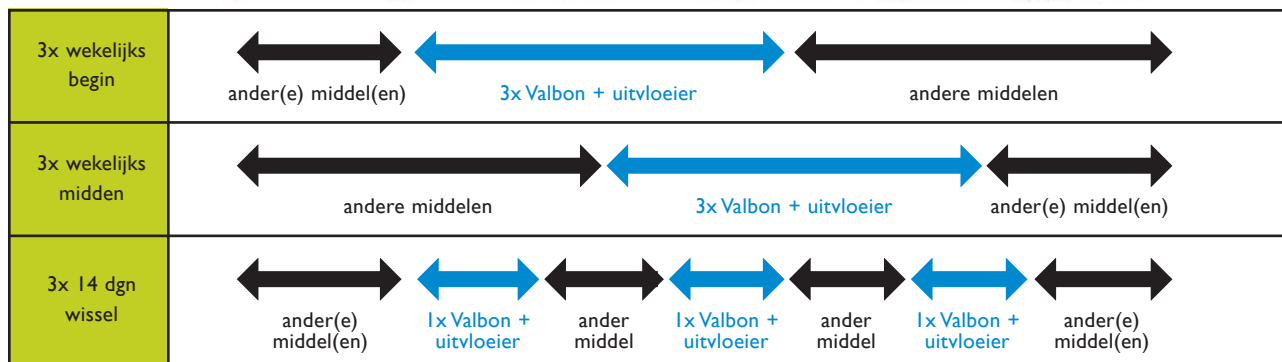 3x wekelijks
begin
ander(e) middel(en)
3x Valbon + uitvloeier
andere middelen
3x wekelijks
midden
andere middelen
3x Valbon + uitvloeier
ander(e) middel(en)
3x 14 dgn
wissel
ander(e)
middel(en)
1x Valbon +
uitvloeier
ander
middel
1x Valbon +
uitvloeier
ander
middel
1x Valbon +
uitvloeier
ander(e)
middel(en)